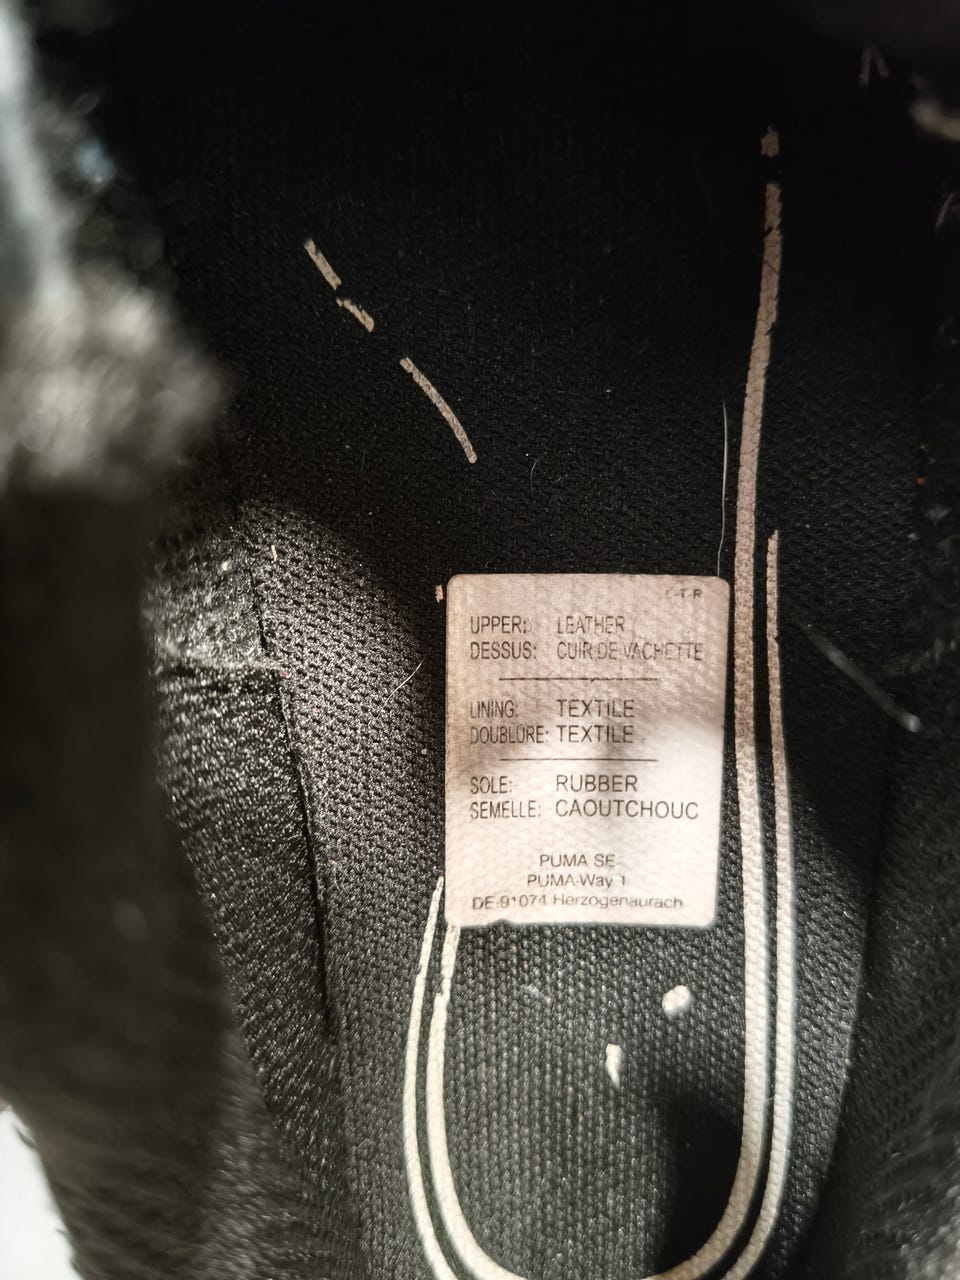 UPPER: LEATHER
DESSUS: CUIR DE VACHETTE
LINING: TEXTILE
DOUBLURE: TEXTILE
SOLE: RUBBER
SEMELLE: CAOUTCHOUC
PUMA SE
PUMA-Way 1
DE-91074 Herzogenaurach